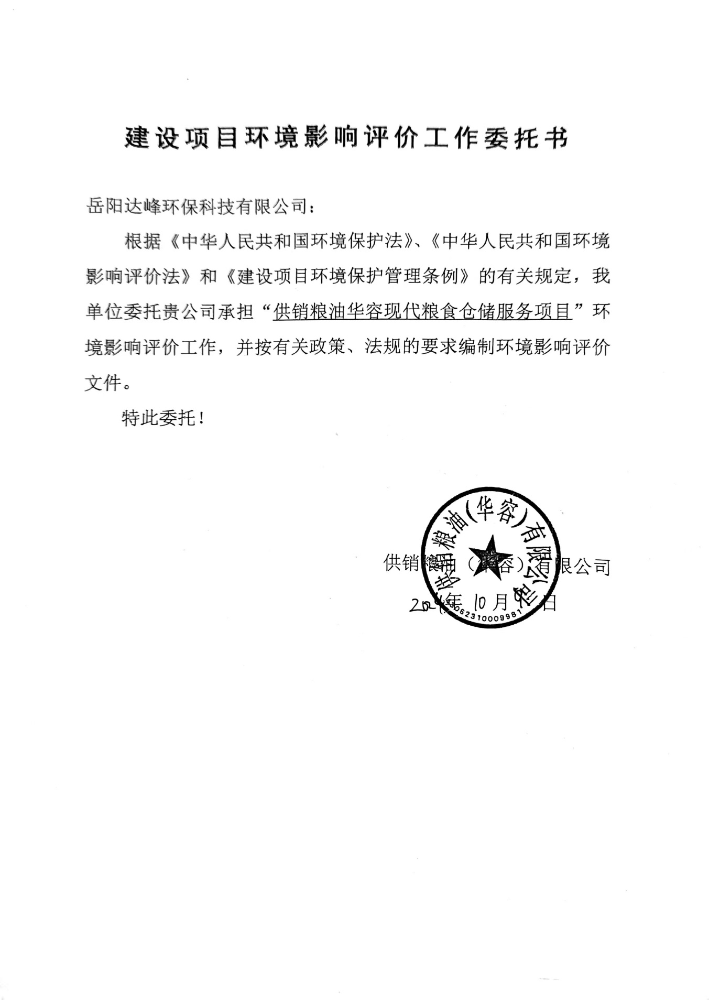 建设项目环境影响评价工作委托书
岳阳达峰环保科技有限公司：
根据《中华人民共和国环境保护法》、《中华人民共和国环境
影响评价法》和《建设项目环境保护管理条例》的有关规定，我
单位委托贵公司承担“供销粮油华容现代粮食仓储服务项目”环
境影响评价工作，并按有关政策、法规的要求编制环境影响评价
文件。
特此委托！
供销粮油（华容）有限公司
年10月9日
供销粮油(华容)有限公司